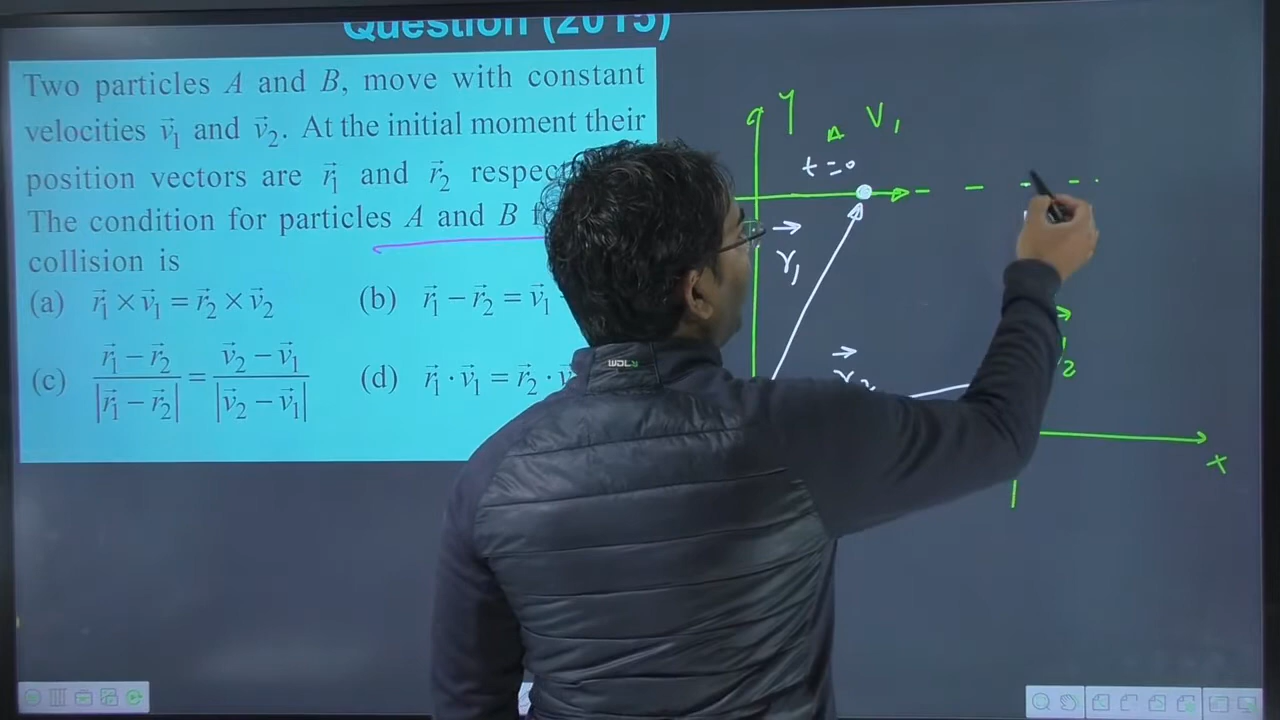 Question (2015)
Two particles A and B, move with constant
velocities v⃗₁ and v⃗₂. At the initial moment their
position vectors are r⃗₁ and r⃗₂
The condition for particles A and B
collision is
(a) r⃗₁ × v⃗₁ = r⃗₂ × v⃗₂ (b) r⃗₁ − r⃗₂ = v⃗₁
(c) (r⃗₁ − r⃗₂)/|r⃗₁ − r⃗₂| = (v⃗₂ − v⃗₁)/|v⃗₂ − v⃗₁| (d) r⃗₁ · v⃗₁ = r⃗₂ ·
Y
A V₁
t=0
r⃗₁
r⃗₂
x
WDLY